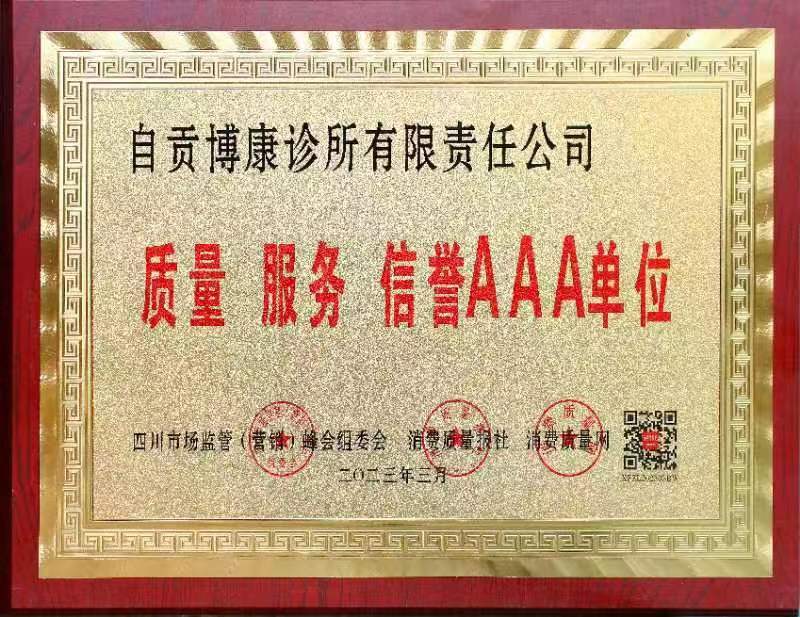 自贡博康诊所有限责任公司
质量 服务 信誉AAA单位
四川市场监管（营销）峰会组委会 消费质量报社 消费质量网
二〇二三年三月